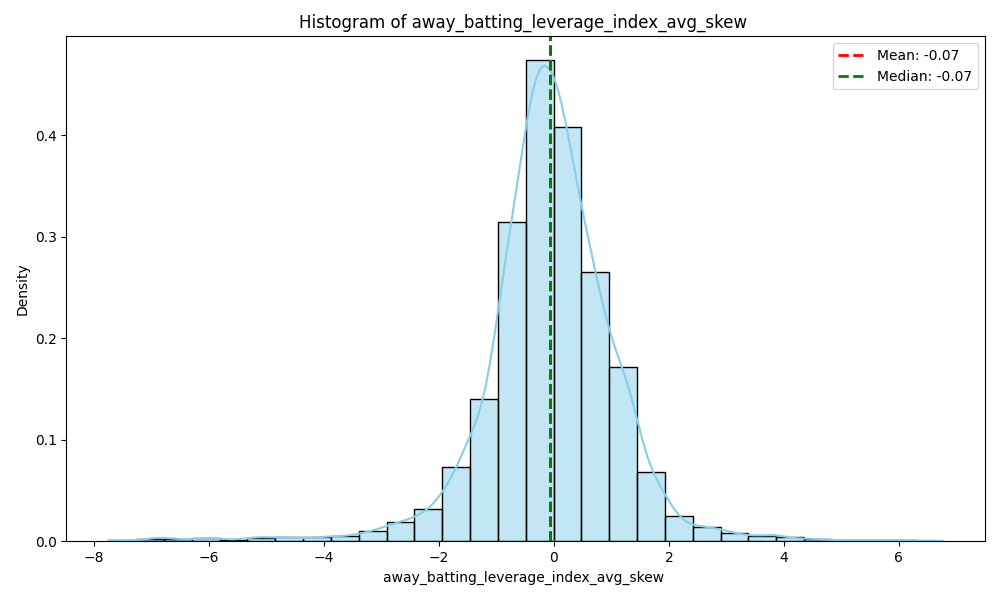 Histogram of away_batting_leverage_index_avg_skew
Mean: -0.07
Median: -0.07
Density
0.4
0.3
0.2
0.1
0.0
−8
−6
−4
−2
0
2
4
6
away_batting_leverage_index_avg_skew